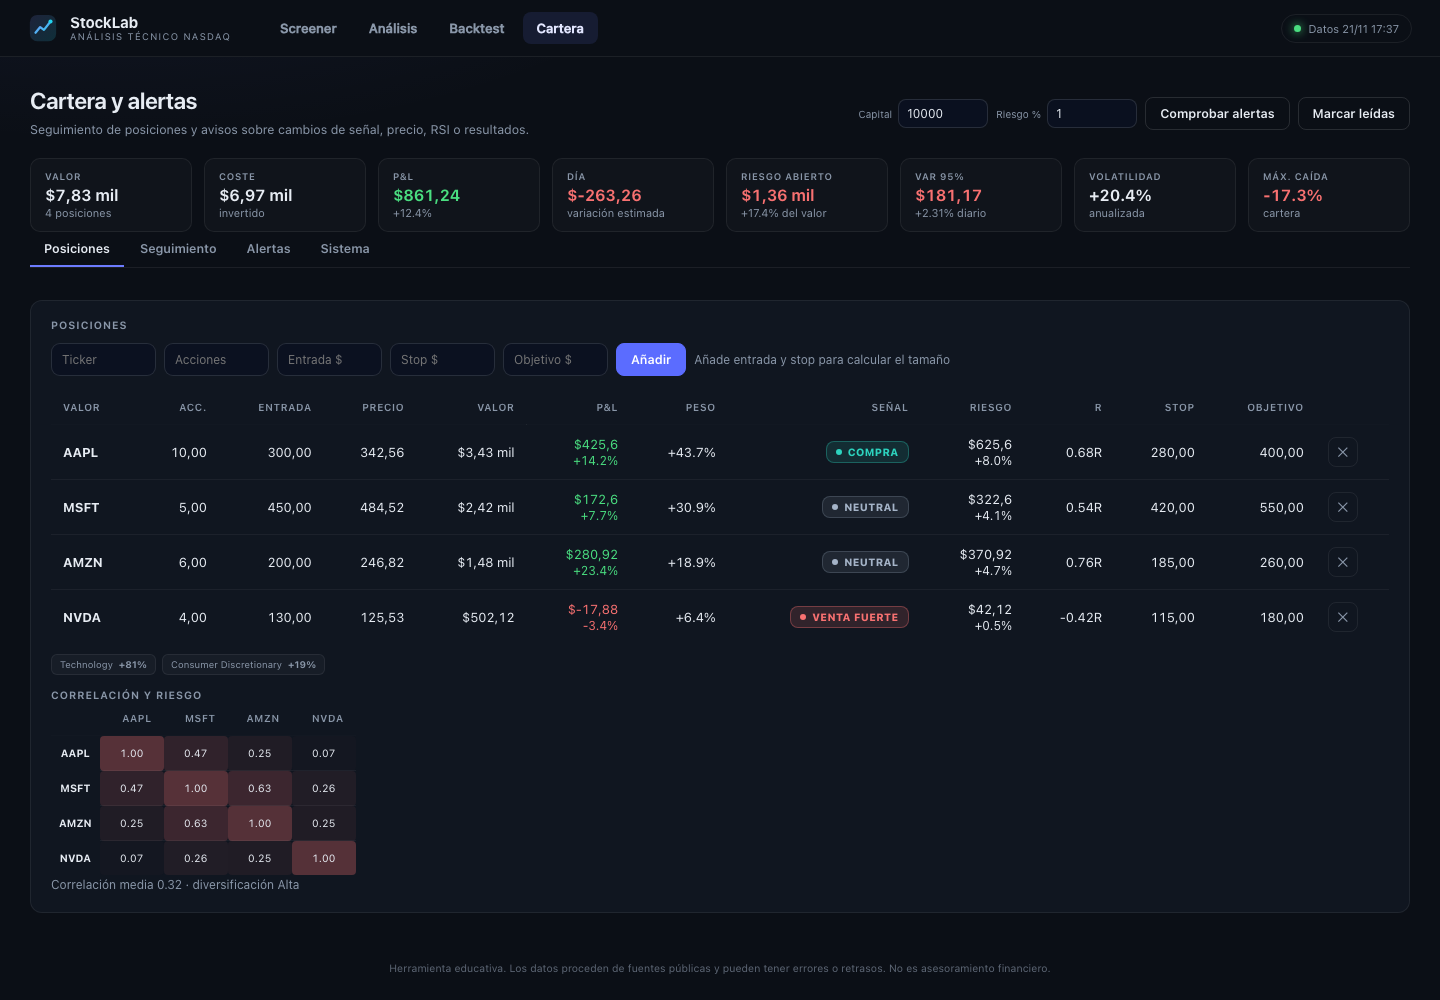 StockLab
ANÁLISIS TÉCNICO NASDAQ
Screener Análisis Backtest Cartera
Datos 21/11 17:37
Cartera y alertas
Seguimiento de posiciones y avisos sobre cambios de señal, precio, RSI o resultados.
Capital 10000 Riesgo % 1 Comprobar alertas Marcar leídas
VALOR COSTE P&L DÍA RIESGO ABIERTO VAR 95% VOLATILIDAD MÁX. CAÍDA
$7,83 mil $6,97 mil $861,24 $-263,26 $1,36 mil $181,17 +20.4% -17.3%
4 posiciones invertido +12.4% variación estimada +17.4% del valor +2.31% diario anualizada cartera
Posiciones Seguimiento Alertas Sistema
POSICIONES
Ticker Acciones Entrada $ Stop $ Objetivo $ Añadir Añade entrada y stop para calcular el tamaño
VALOR ACC. ENTRADA PRECIO VALOR P&L PESO SEÑAL RIESGO R STOP OBJETIVO
AAPL 10,00 300,00 342,56 $3,43 mil $425,6 +14.2% +43.7% COMPRA $625,6 +8.0% 0.68R 280,00 400,00
MSFT 5,00 450,00 484,52 $2,42 mil $172,6 +7.7% +30.9% NEUTRAL $322,6 +4.1% 0.54R 420,00 550,00
AMZN 6,00 200,00 246,82 $1,48 mil $280,92 +23.4% +18.9% NEUTRAL $370,92 +4.7% 0.76R 185,00 260,00
NVDA 4,00 130,00 125,53 $502,12 $-17,88 -3.4% +6.4% VENTA FUERTE $42,12 +0.5% -0.42R 115,00 180,00
Technology +81% Consumer Discretionary +19%
CORRELACIÓN Y RIESGO
AAPL MSFT AMZN NVDA
AAPL 1.00 0.47 0.25 0.07
MSFT 0.47 1.00 0.63 0.26
AMZN 0.25 0.63 1.00 0.25
NVDA 0.07 0.26 0.25 1.00
Correlación media 0.32 · diversificación Alta
Herramienta educativa. Los datos proceden de fuentes públicas y pueden tener errores o retrasos. No es asesoramiento financiero.